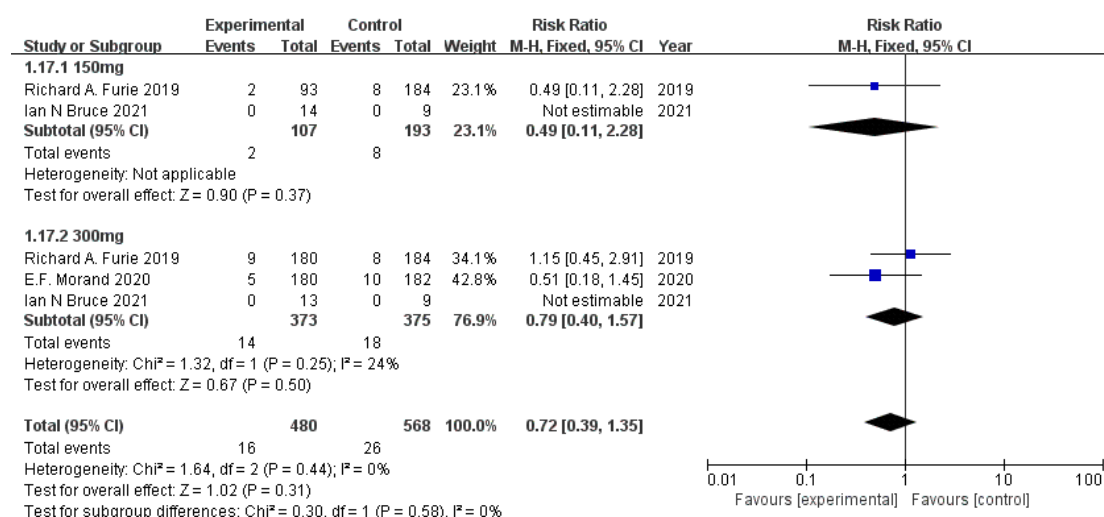 Experimental Control Risk Ratio Risk Ratio
Study or Subgroup Events Total Events Total Weight M-H, Fixed, 95% CI Year M-H, Fixed, 95% CI
1.17.1 150mg
Richard A. Furie 2019 2 93 8 184 23.1% 0.49 [0.11, 2.28] 2019
Ian N Bruce 2021 0 14 0 9 Not estimable 2021
Subtotal (95% CI) 107 193 23.1% 0.49 [0.11, 2.28]
Total events 2 8
Heterogeneity: Not applicable
Test for overall effect: Z = 0.90 (P = 0.37)
1.17.2 300mg
Richard A. Furie 2019 9 180 8 184 34.1% 1.15 [0.45, 2.91] 2019
E.F. Morand 2020 5 180 10 182 42.8% 0.51 [0.18, 1.45] 2020
Ian N Bruce 2021 0 13 0 9 Not estimable 2021
Subtotal (95% CI) 373 375 76.9% 0.79 [0.40, 1.57]
Total events 14 18
Heterogeneity: Chi² = 1.32, df = 1 (P = 0.25); I² = 24%
Test for overall effect: Z = 0.67 (P = 0.50)
Total (95% CI) 480 568 100.0% 0.72 [0.39, 1.35]
Total events 16 26
Heterogeneity: Chi² = 1.64, df = 2 (P = 0.44); I² = 0%
Test for overall effect: Z = 1.02 (P = 0.31)
Test for subgroup differences: Chi² = 0.30, df = 1 (P = 0.58), I² = 0%
0.01 0.1 1 10 100
Favours [experimental] Favours [control]